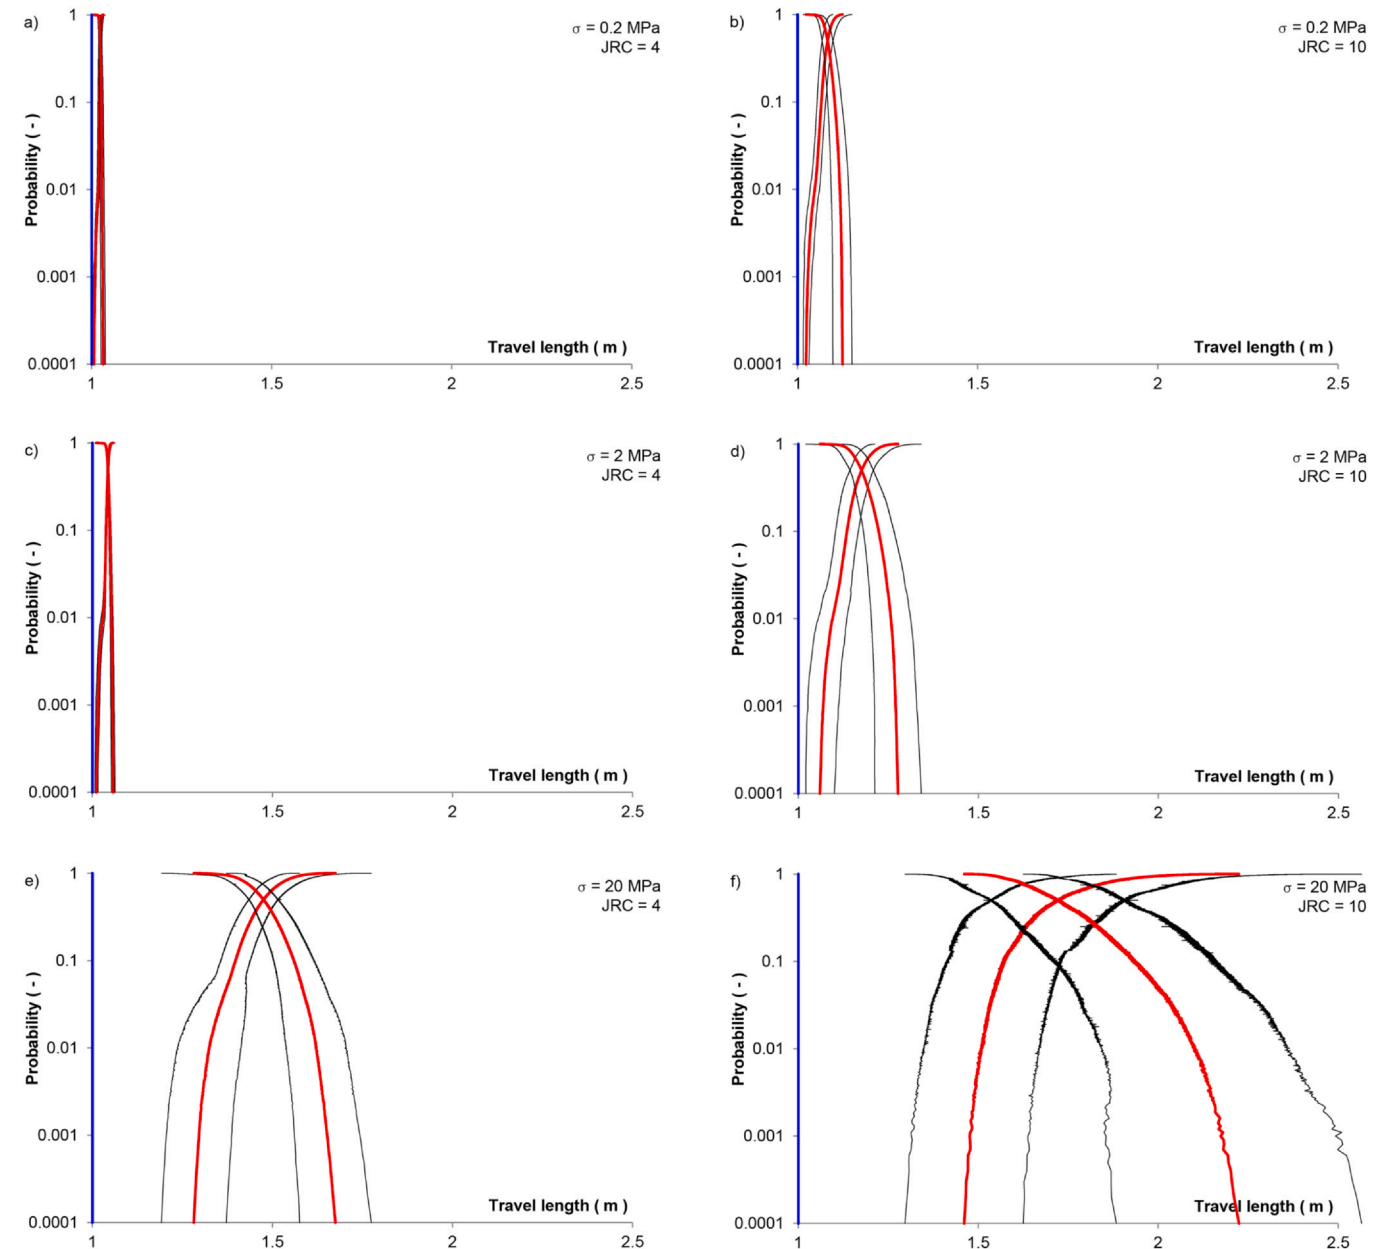 a)
σ = 0.2 MPa
JRC = 4
Probability ( - )
1
0.1
0.01
0.001
0.0001
Travel length ( m )
1 1.5 2 2.5
b)
σ = 0.2 MPa
JRC = 10
Probability ( - )
1
0.1
0.01
0.001
0.0001
Travel length ( m )
1 1.5 2 2.5
c)
σ = 2 MPa
JRC = 4
Probability ( - )
1
0.1
0.01
0.001
0.0001
Travel length ( m )
1 1.5 2 2.5
d)
σ = 2 MPa
JRC = 10
Probability ( - )
1
0.1
0.01
0.001
0.0001
Travel length ( m )
1 1.5 2 2.5
e)
σ = 20 MPa
JRC = 4
Probability ( - )
1
0.1
0.01
0.001
0.0001
Travel length ( m )
1 1.5 2 2.5
f)
σ = 20 MPa
JRC = 10
Probability ( - )
1
0.1
0.01
0.001
0.0001
Travel length ( m )
1 1.5 2 2.5